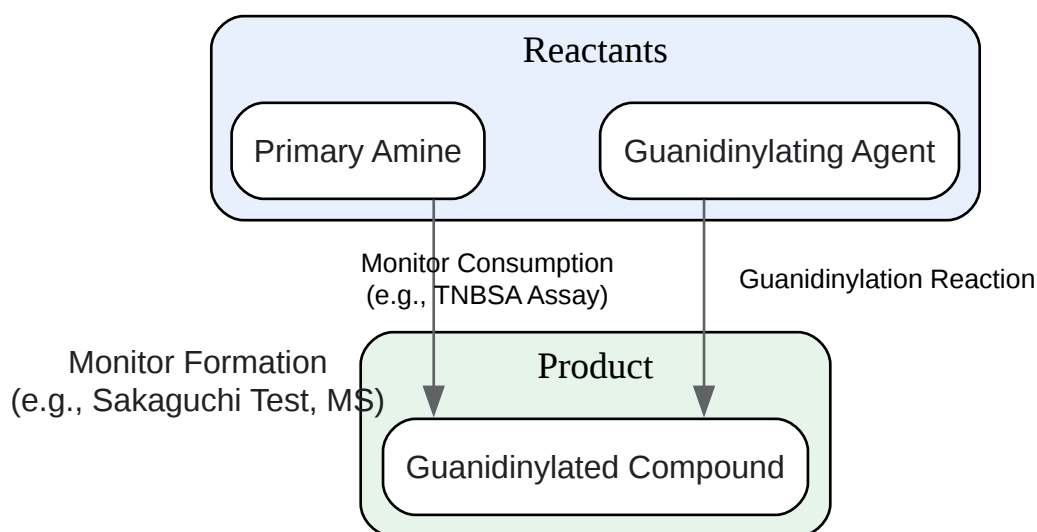 Reactants
Primary Amine
Guanidinylating Agent
Monitor Consumption
(e.g., TNBSA Assay)
Guanidinylation Reaction
Monitor Formation
(e.g., Sakaguchi Test, MS)
Product
Guanidinylated Compound